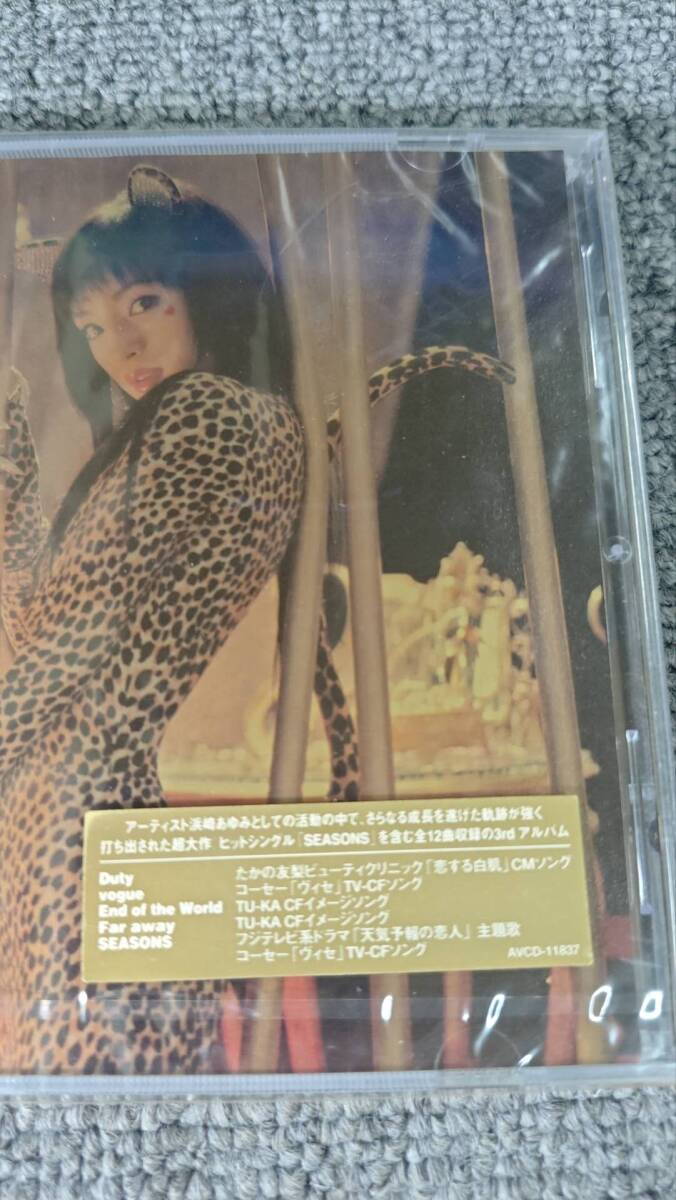 アーティスト浜崎あゆみとしての活動の中で、さらなる成長を遂げた軌跡が強く
打ち出された超大作 ヒットシングル「SEASONS」を含む全12曲収録の3rd アルバム
Duty たかの友梨ビューティクリニック「恋する白肌」CMソング
vogue コーセー「ヴィセ」TV-CFソング
End of the World TU-KA CFイメージソング
Far away TU-KA CFイメージソング
SEASONS フジテレビ系ドラマ「天気予報の恋人」主題歌
コーセー「ヴィセ」TV-CFソング
AVCD-11837